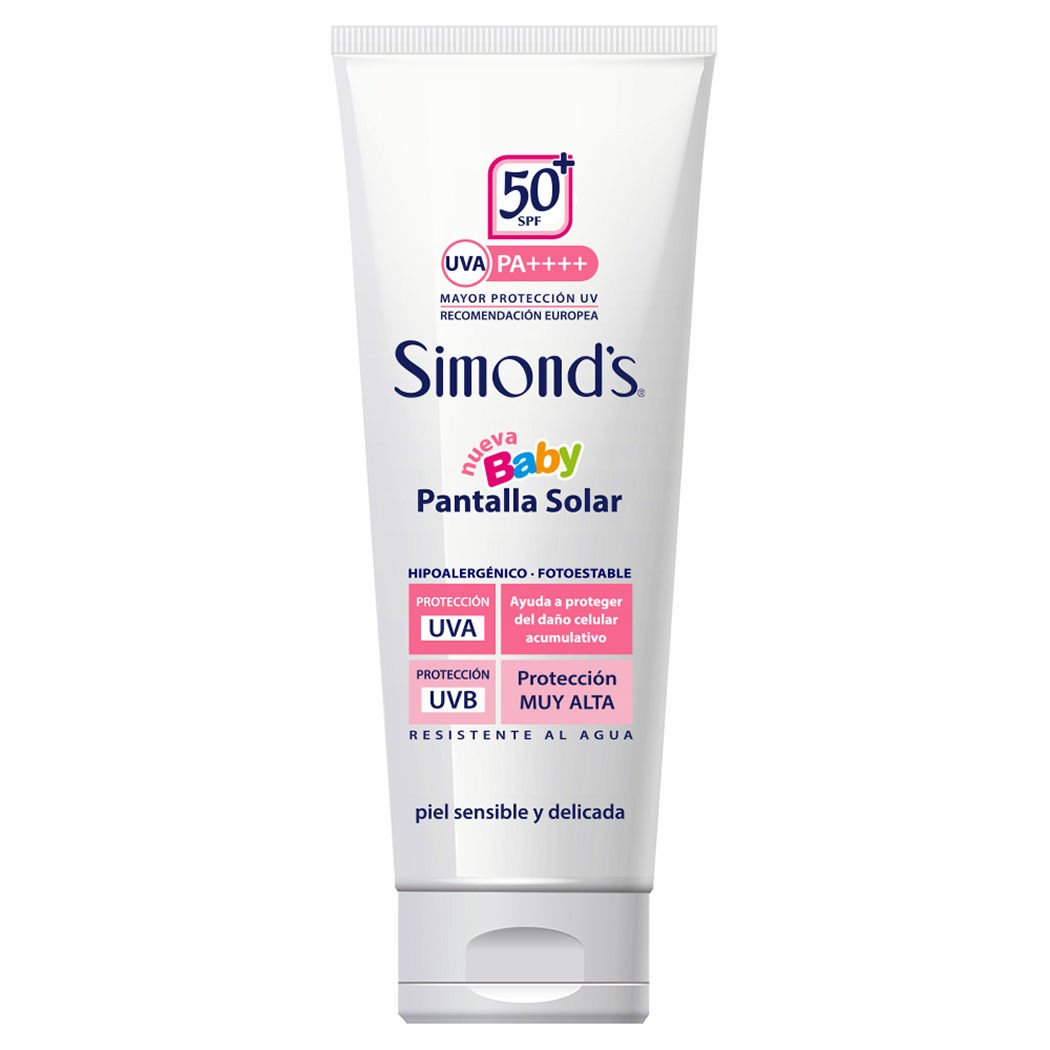 50+
SPF
UVA PA++++
MAYOR PROTECCIÓN UV
RECOMENDACIÓN EUROPEA
Simond's®
nueva
Baby
Pantalla Solar
HIPOALERGÉNICO · FOTOESTABLE
PROTECCIÓN
UVA
Ayuda a proteger
del daño celular
acumulativo
PROTECCIÓN
UVB
Protección
MUY ALTA
RESISTENTE AL AGUA
piel sensible y delicada